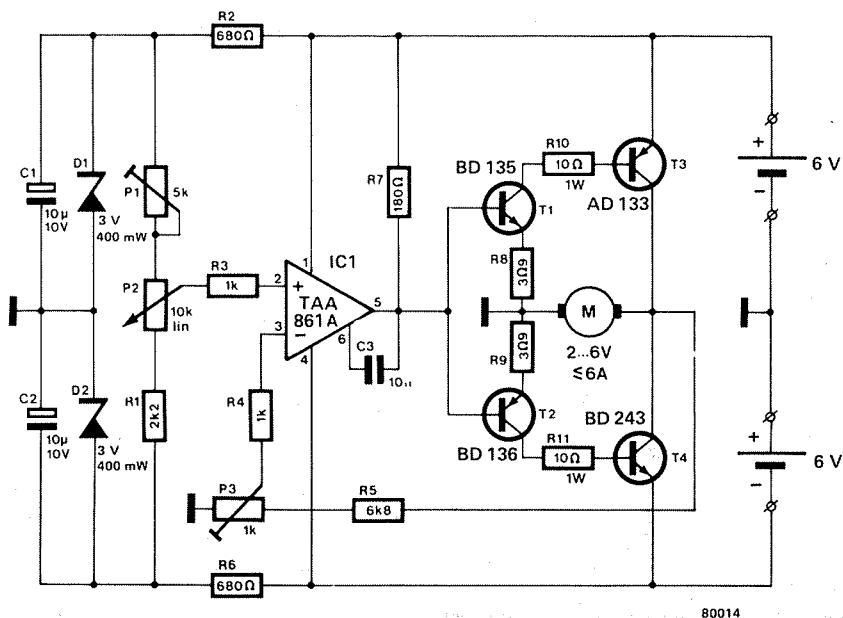 R2
680Ω
C1
10µ
10V
D1
3 V
400 mW
P1
5k
R7
180Ω
BD 135
T1
R10
10Ω
1W
T3
AD 133
+
6 V
-
R8
3Ω9
P2
10k
lin
R3
1k
IC1
1
2
+
TAA
861A
5
3
-
4
6
C3
M
2...6V
≤6A
R9
3Ω9
C2
10µ
10V
D2
3 V
400 mW
R1
2k2
R4
1k
T2
BD 136
R11
10Ω
1W
BD 243
T4
+
6 V
-
P3
1k
R5
6k8
R6
680Ω
80014